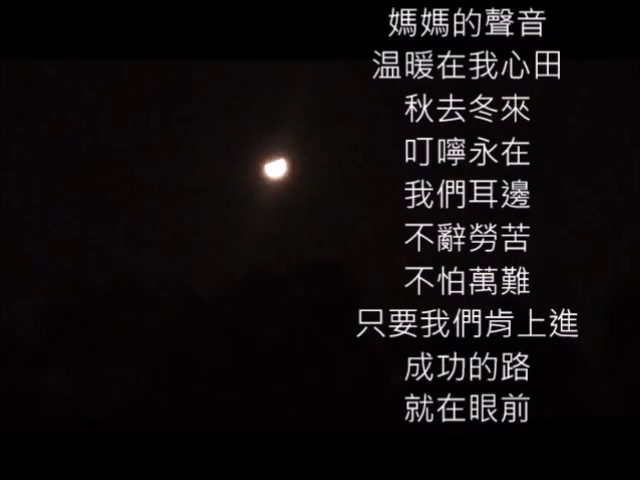 媽媽的聲音
温暖在我心田
秋去冬來
叮嚀永在
我們耳邊
不辭勞苦
不怕萬難
只要我們肯上進
成功的路
就在眼前